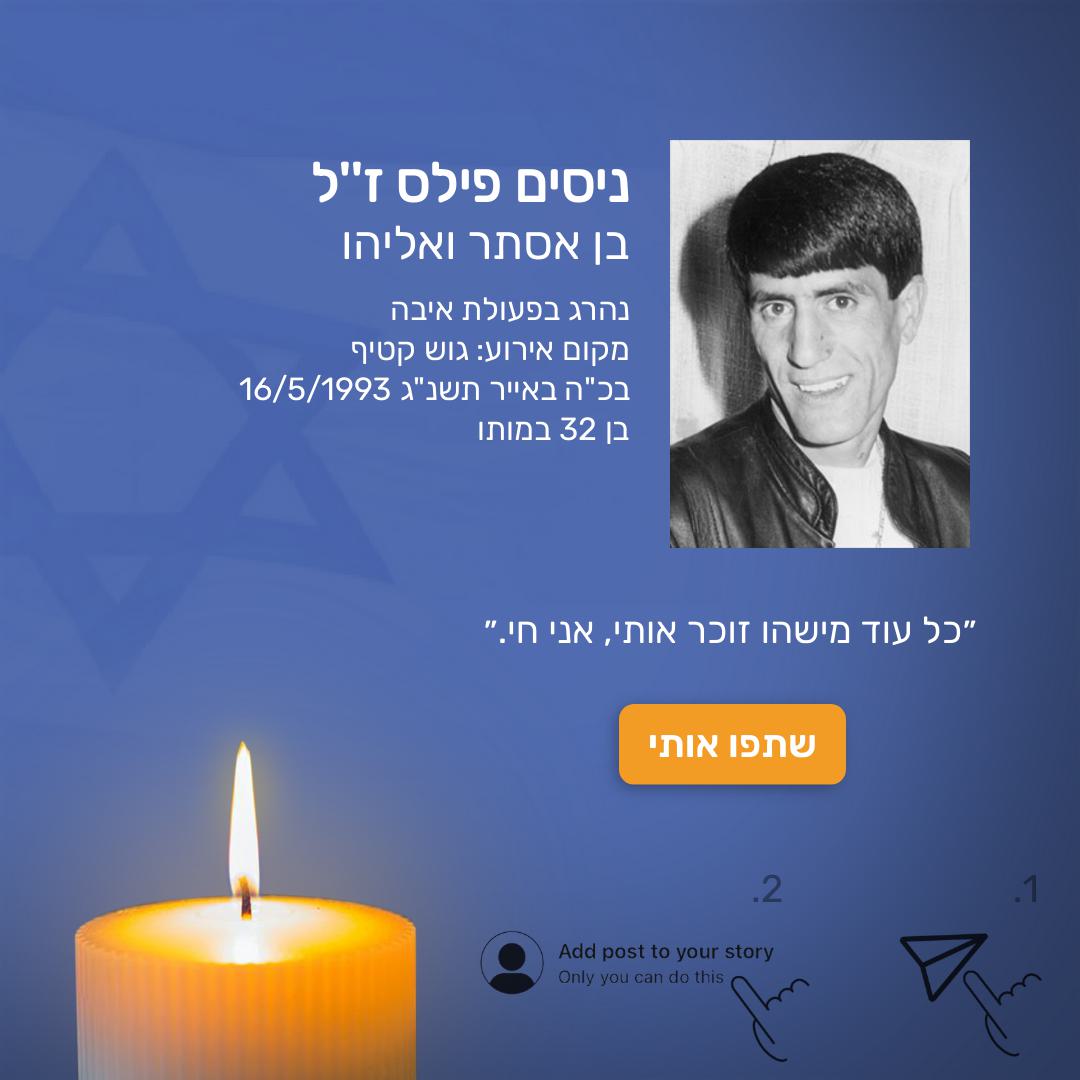 ניסים פילס ז"ל
בן אסתר ואליהו
נהרג בפעולת איבה
מקום אירוע: גוש קטיף
בכ"ה באייר תשנ"ג 16/5/1993
בן 32 במותו
״כל עוד מישהו זוכר אותי, אני חי.״
שתפו אותי
1.
2.
Add post to your story
Only you can do this